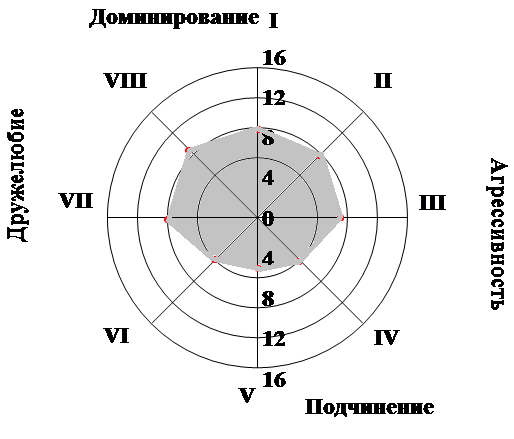 Доминирование I
16
VIII
II
12
8
4
Дружелюбие
VII
III
Агрессивность
0
4
8
VI
IV
12
16
V
Подчинение